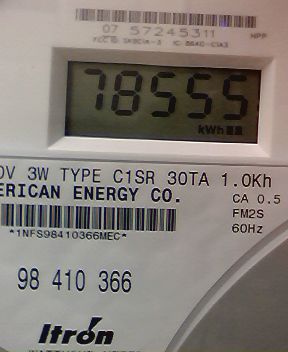 07 57245311
NPP
78555
kWh
0V 3W TYPE C1SR 30TA 1.0Kh
ERICAN ENERGY CO.
CA 0.5
FM2S
60Hz
*1NFS98410366MEC*
98 410 366
Itron